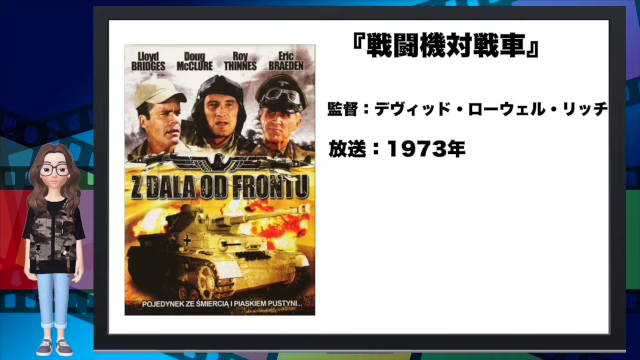 『戦闘機対戦車』
監督：デヴィッド・ローウェル・リッチ
放送：1973年
Lloyd BRIDGES
Doug McCLURE
Roy THINNES
Eric BRAEDEN
Z DALA OD FRONTU
POJEDYNEK ZE ŚMIERCIĄ I PIASKIEM PUSTYNI...